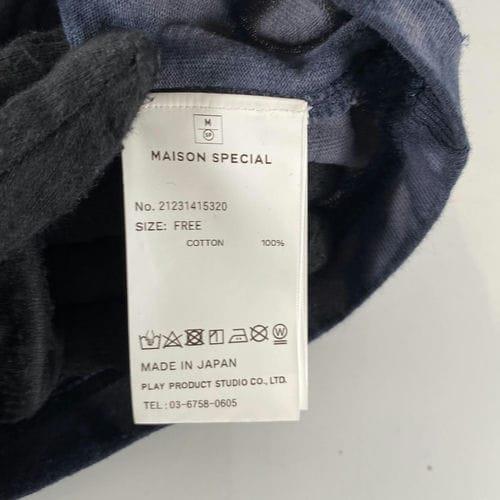 M
SP
MAISON SPECIAL
No. 21231415320
SIZE: FREE
COTTON 100%
MADE IN JAPAN
PLAY PRODUCT STUDIO CO., LTD.
TEL: 03-6758-0605